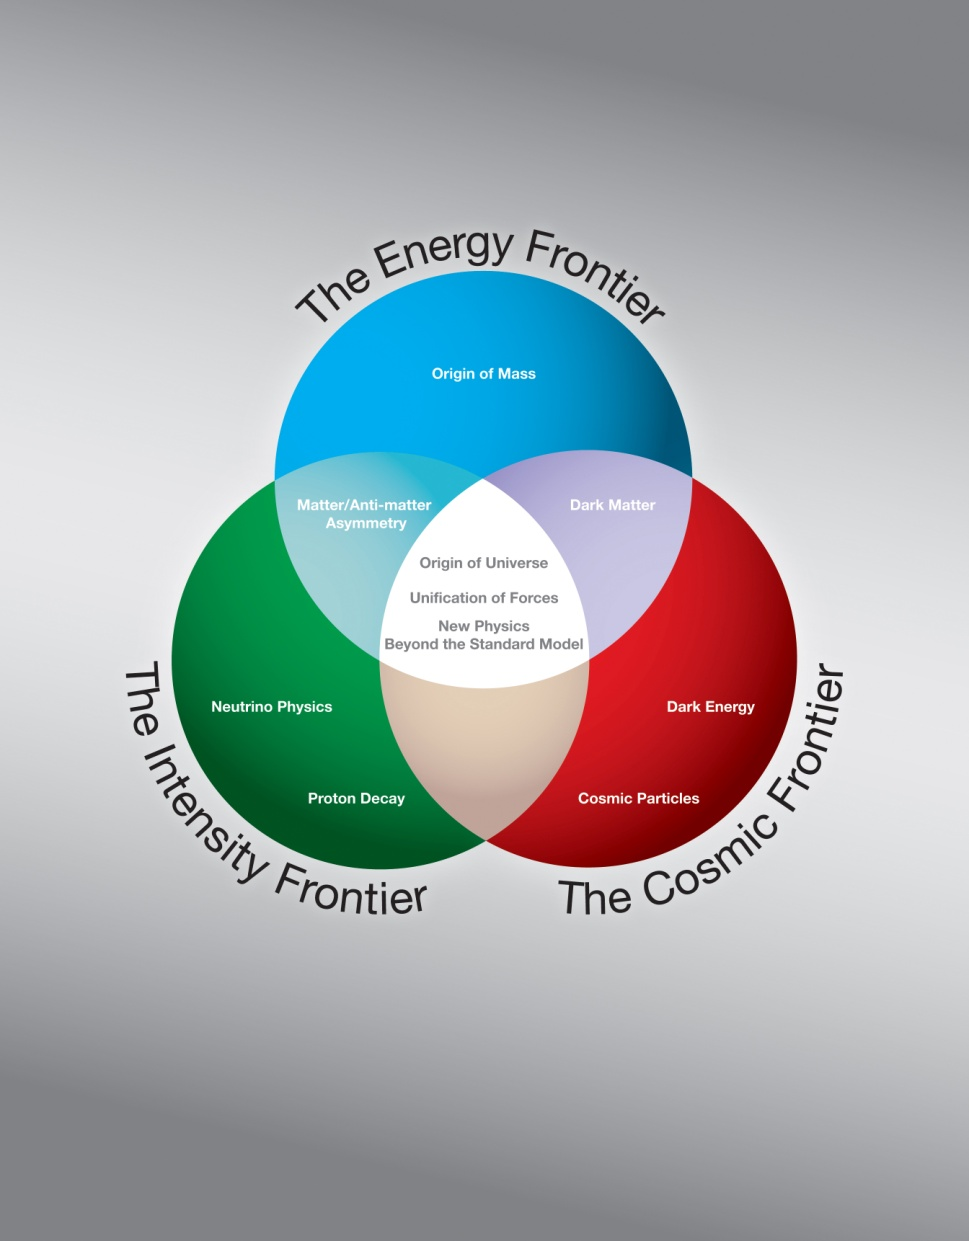 The Energy Frontier
Origin of Mass
Matter/Anti-matter
Asymmetry
Dark Matter
Origin of Universe
Unification of Forces
New Physics
Beyond the Standard Model
Neutrino Physics
Dark Energy
Proton Decay
Cosmic Particles
The Intensity Frontier
The Cosmic Frontier